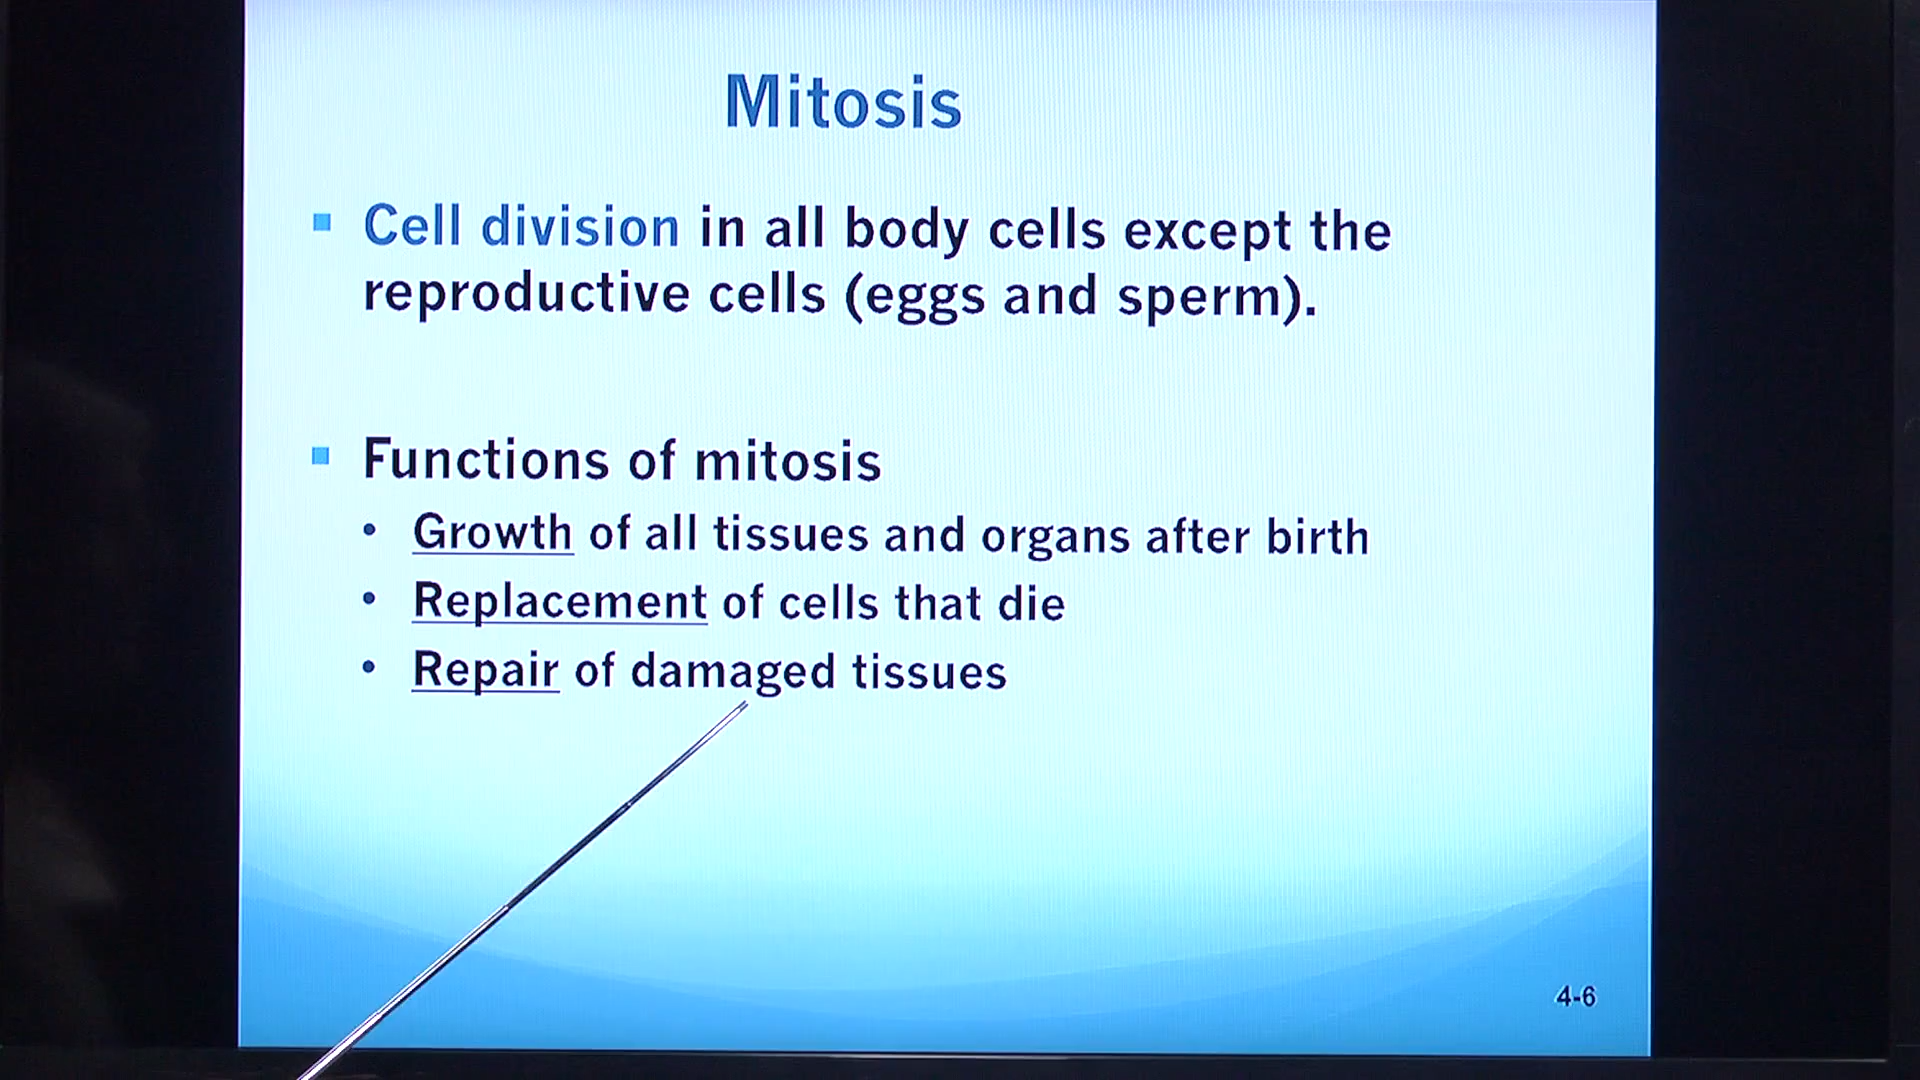 Mitosis
Cell division in all body cells except the
reproductive cells (eggs and sperm).
Functions of mitosis
Growth of all tissues and organs after birth
Replacement of cells that die
Repair of damaged tissues
4-6